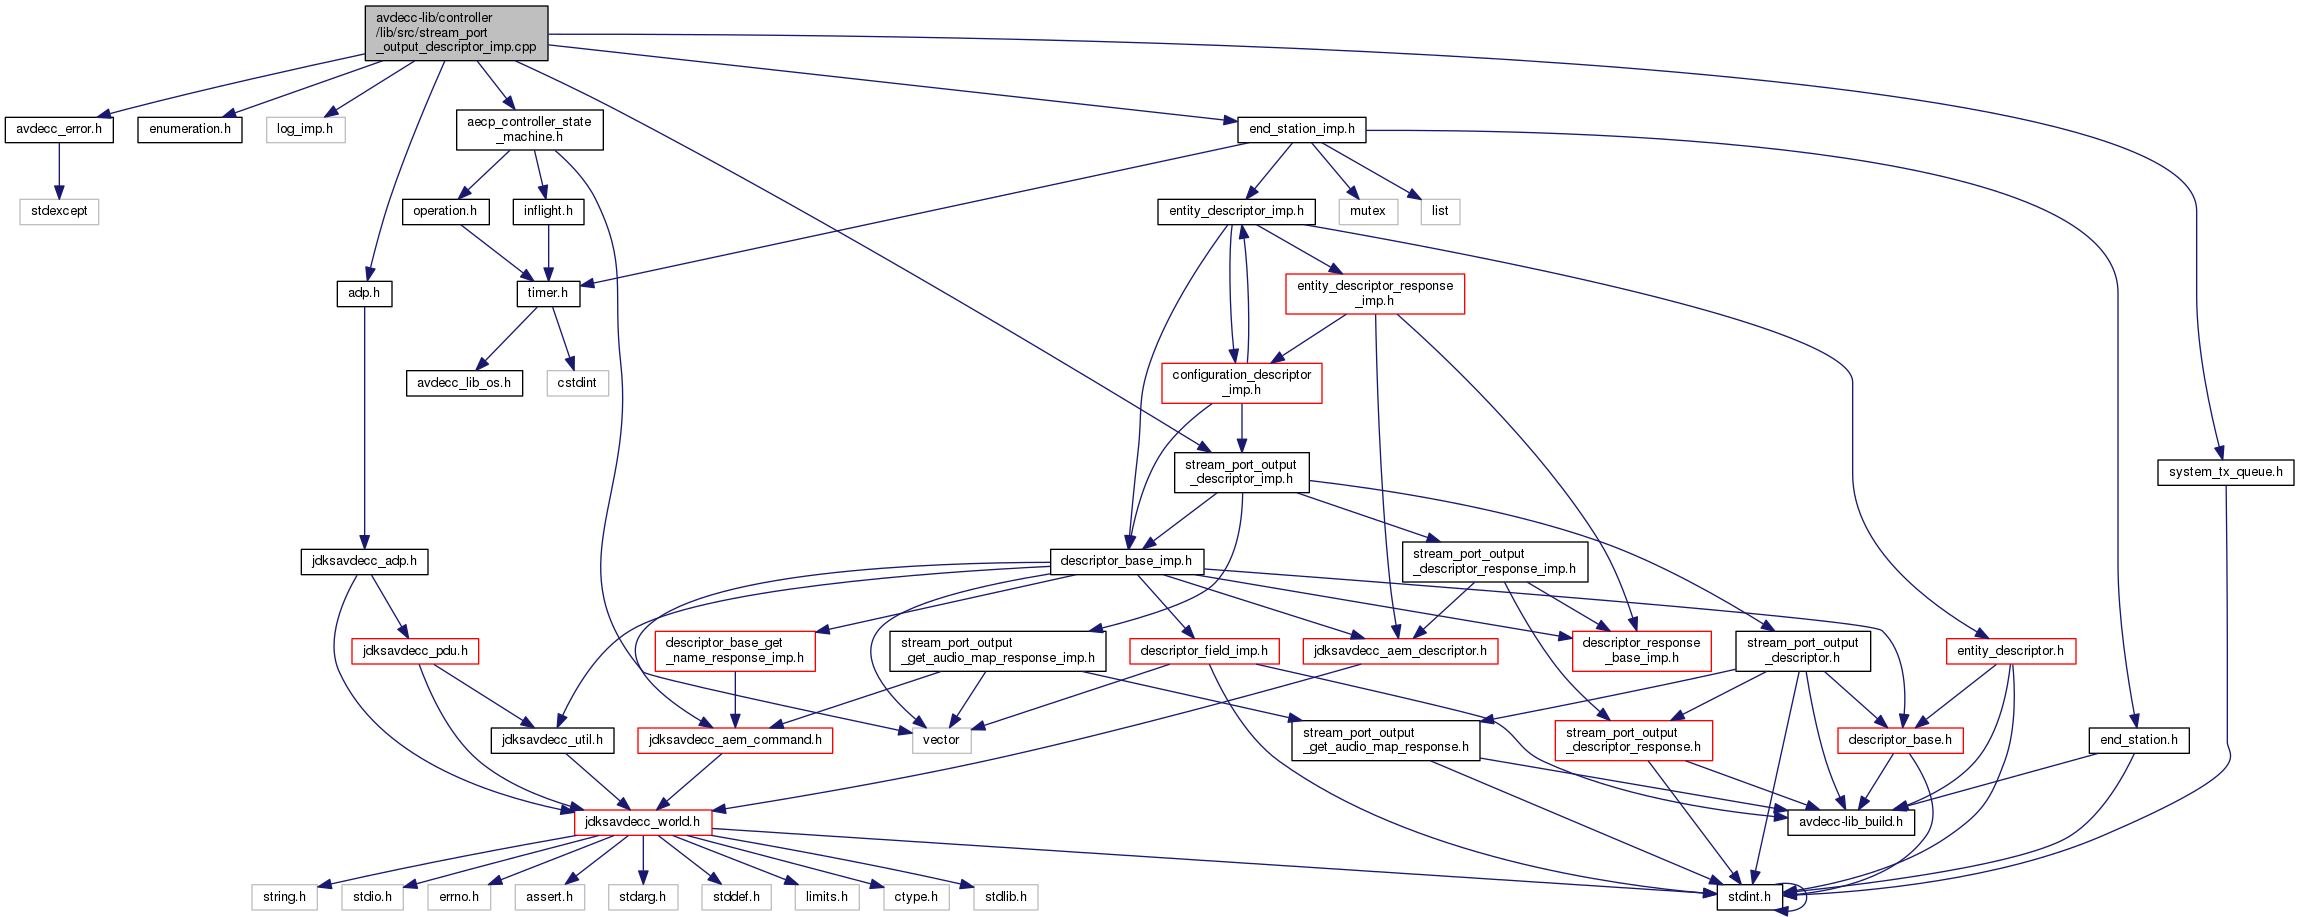 avdecc-lib/controller
/lib/src/stream_port
_output_descriptor_imp.cpp
avdecc_error.h
enumeration.h
log_imp.h
aecp_controller_state
_machine.h
end_station_imp.h
stdexcept
operation.h
inflight.h
entity_descriptor_imp.h
mutex
list
adp.h
timer.h
entity_descriptor_response
_imp.h
avdecc_lib_os.h
cstdint
configuration_descriptor
_imp.h
stream_port_output
_descriptor_imp.h
system_tx_queue.h
jdksavdecc_adp.h
descriptor_base_imp.h
stream_port_output
_descriptor_response_imp.h
jdksavdecc_pdu.h
descriptor_base_get
_name_response_imp.h
stream_port_output
_get_audio_map_response_imp.h
descriptor_field_imp.h
jdksavdecc_aem_descriptor.h
descriptor_response
_base_imp.h
stream_port_output
_descriptor.h
entity_descriptor.h
jdksavdecc_util.h
jdksavdecc_aem_command.h
vector
stream_port_output
_get_audio_map_response.h
stream_port_output
_descriptor_response.h
descriptor_base.h
end_station.h
jdksavdecc_world.h
avdecc-lib_build.h
string.h
stdio.h
errno.h
assert.h
stdarg.h
stddef.h
limits.h
ctype.h
stdlib.h
stdint.h